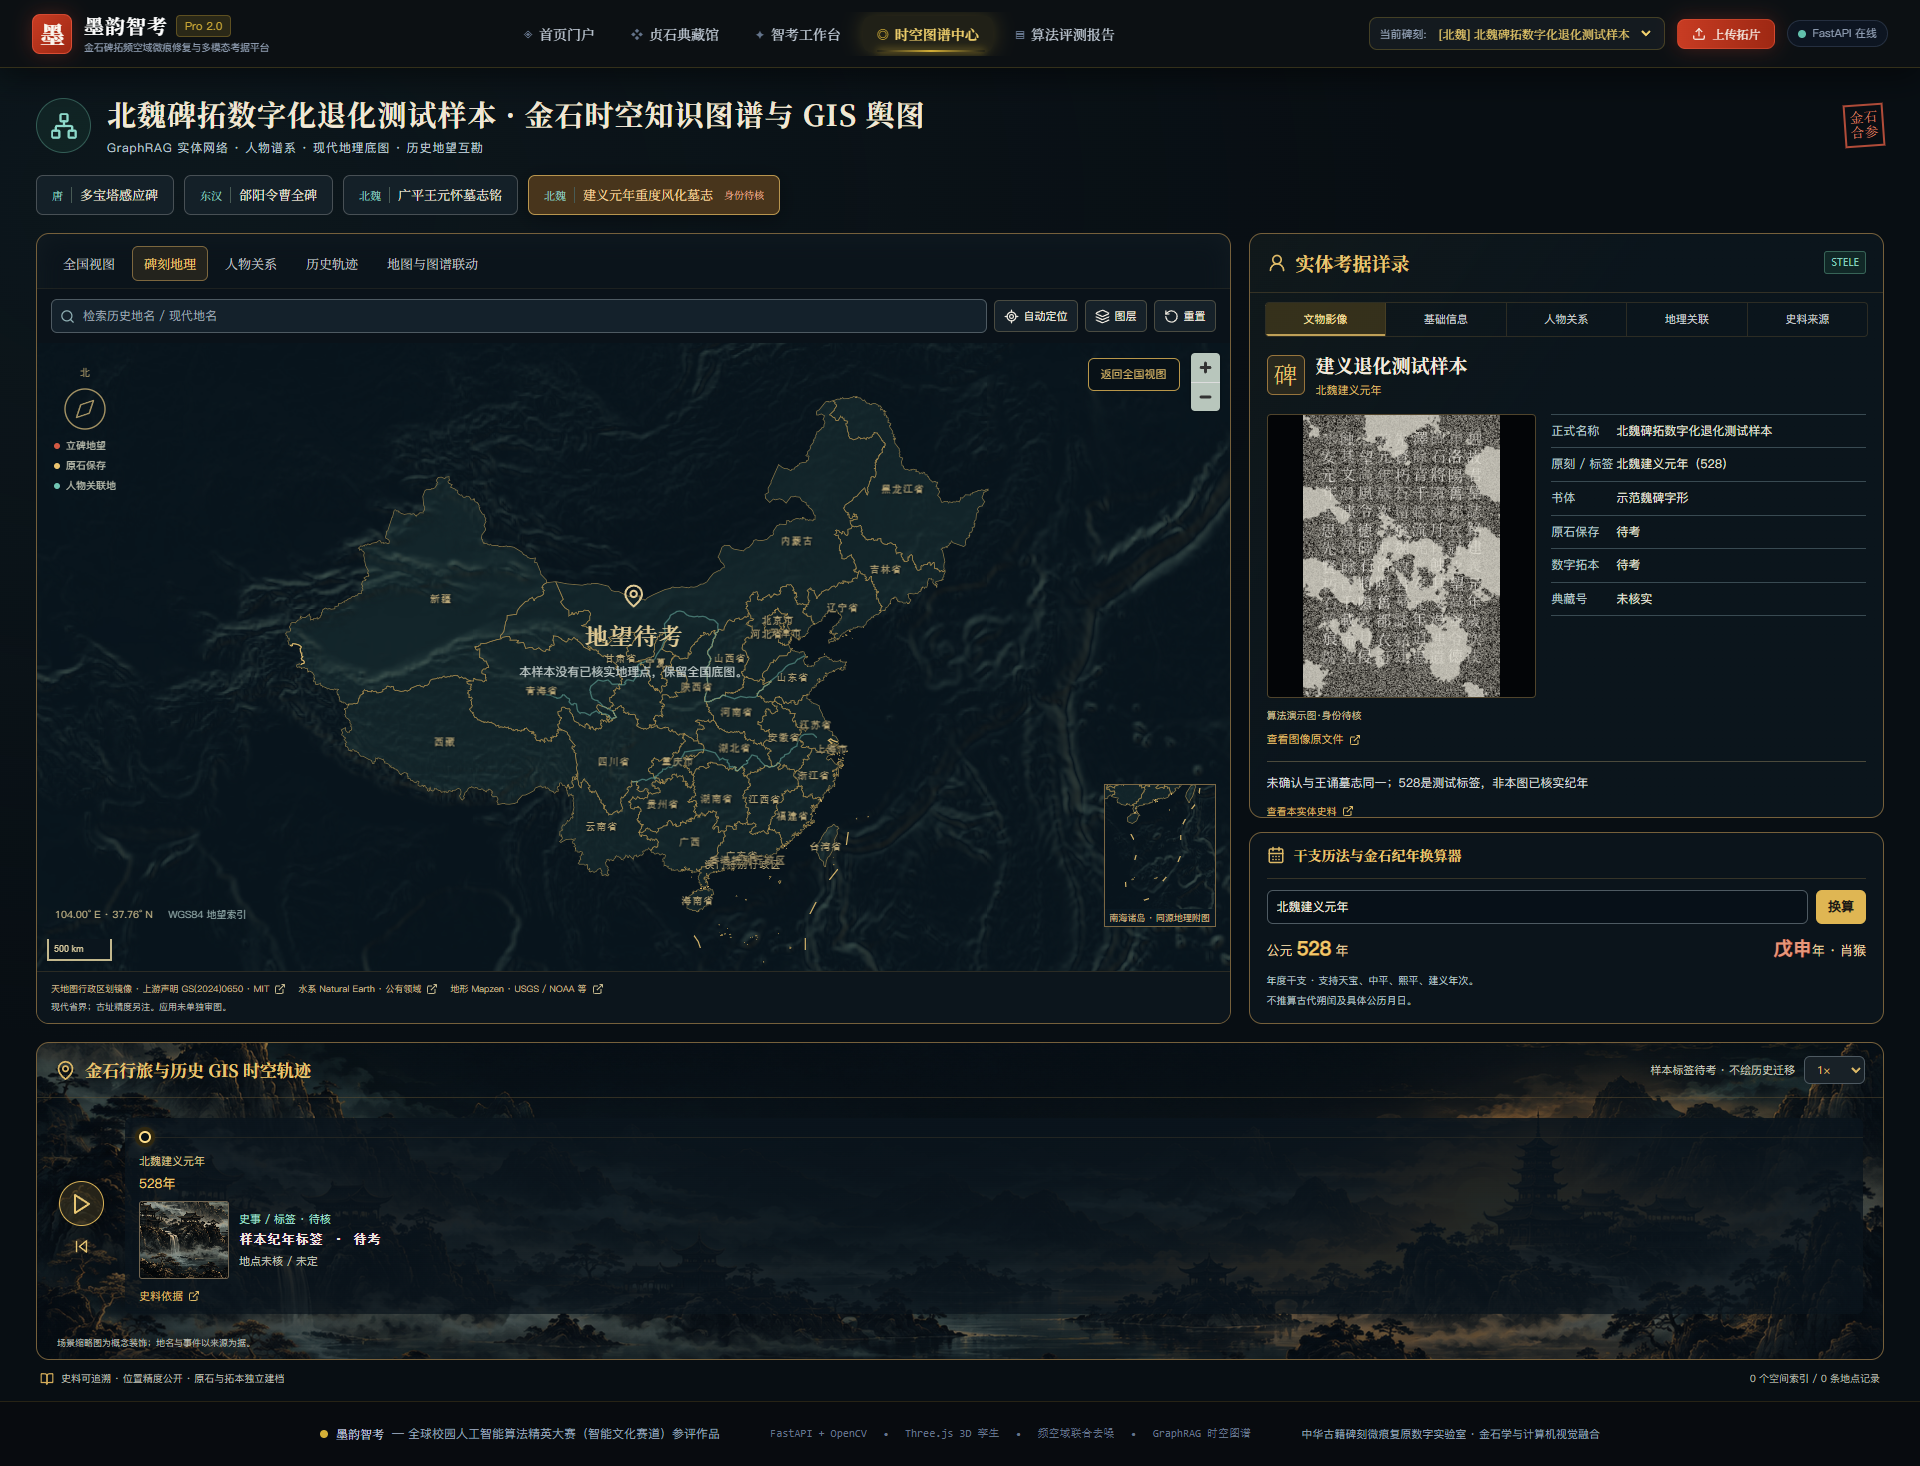 墨 墨韵智考 Pro 2.0
金石碑拓频空域微痕修复与多模态考据平台
首页门户 贞石典藏馆 智考工作台 时空图谱中心 算法评测报告
当前碑刻: [北魏] 北魏碑拓数字化退化测试样本 上传拓片 FastAPI 在线
北魏碑拓数字化退化测试样本 · 金石时空知识图谱与 GIS 舆图
GraphRAG 实体网络 · 人物谱系 · 现代地理底图 · 历史地望互勘
金石
合参
唐 多宝塔感应碑
东汉 郃阳令曹全碑
北魏 广平王元怀墓志铭
北魏 建义元年重度风化墓志 身份待核
全国视图 碑刻地理 人物关系 历史轨迹 地图与图谱联动
检索历史地名 / 现代地名 自动定位 图层 重置
北
立碑地望
原石保存
人物关联地
返回全国视图
+
−
黑龙江省
内蒙古
吉林省
新疆
辽宁省
北京市
地望待考
甘肃省
山西省
本样本没有已核实地理点，保留全国底图。
山东省
陕西省
青海省
河南省
江苏省
西藏
安徽省
湖北省
上海市
四川省
重庆市
浙江省
贵州省
湖南省
江西省
福建省
云南省
广西
台湾省
海南省
南海诸岛 · 同源地理附图
104.00° E · 37.76° N WGS84 地望索引
500 km
天地图行政区划镜像 · 上游声明 GS(2024)0650 · MIT 水系 Natural Earth · 公有领域 地形 Mapzen · USGS / NOAA 等
现代省界；古址精度另注。应用未单独审图。
实体考据详录 STELE
文物影像 基础信息 人物关系 地理关联 史料来源
碑 建义退化测试样本
北魏建义元年
正式名称 北魏碑拓数字化退化测试样本
原刻 / 标签 北魏建义元年（528）
书体 示范魏碑字形
原石保存 待考
数字拓本 待考
典藏号 未核实
算法演示图·身份待核
查看图像原文件
未确认与王诵墓志同一；528是测试标签，非本图已核实纪年
查看本实体史料
干支历法与金石纪年换算器
北魏建义元年 换算
公元 528 年 戊申年 · 肖猴
年度干支 · 支持天宝、中平、熙平、建义年次。
不推算古代朔闰及具体公历月日。
金石行旅与历史 GIS 时空轨迹 样本标签待考 · 不绘历史迁移 1×
北魏建义元年
528年
史事 / 标签 · 待核
样本纪年标签 · 待考
地点未核 / 未定
史料依据
场景缩略图为概念装饰；地名与事件以来源为据。
史料可追溯 · 位置精度公开 · 原石与拓本独立建档 0 个空间索引 / 0 条地点记录
墨韵智考 — 全球校园人工智能算法精英大赛（智能文化赛道）参评作品 FastAPI + OpenCV • Three.js 3D 孪生 • 频空域联合去噪 • GraphRAG 时空图谱 中华古籍碑刻微痕复原数字实验室 · 金石学与计算机视觉融合